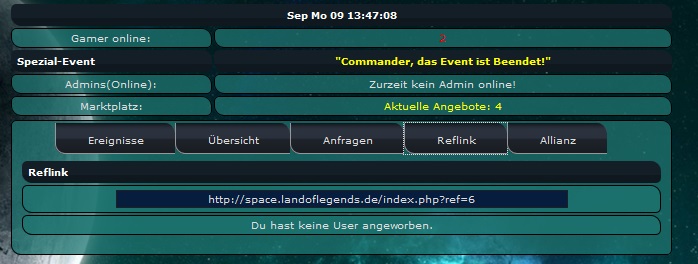 Sep Mo 09 13:47:08
Gamer online: 2
Spezial-Event "Commander, das Event ist Beendet!"
Admins(Online): Zurzeit kein Admin online!
Marktplatz: Aktuelle Angebote: 4
Ereignisse Übersicht Anfragen Reflink Allianz
Reflink
http://space.landoflegends.de/index.php?ref=6
Du hast keine User angeworben.